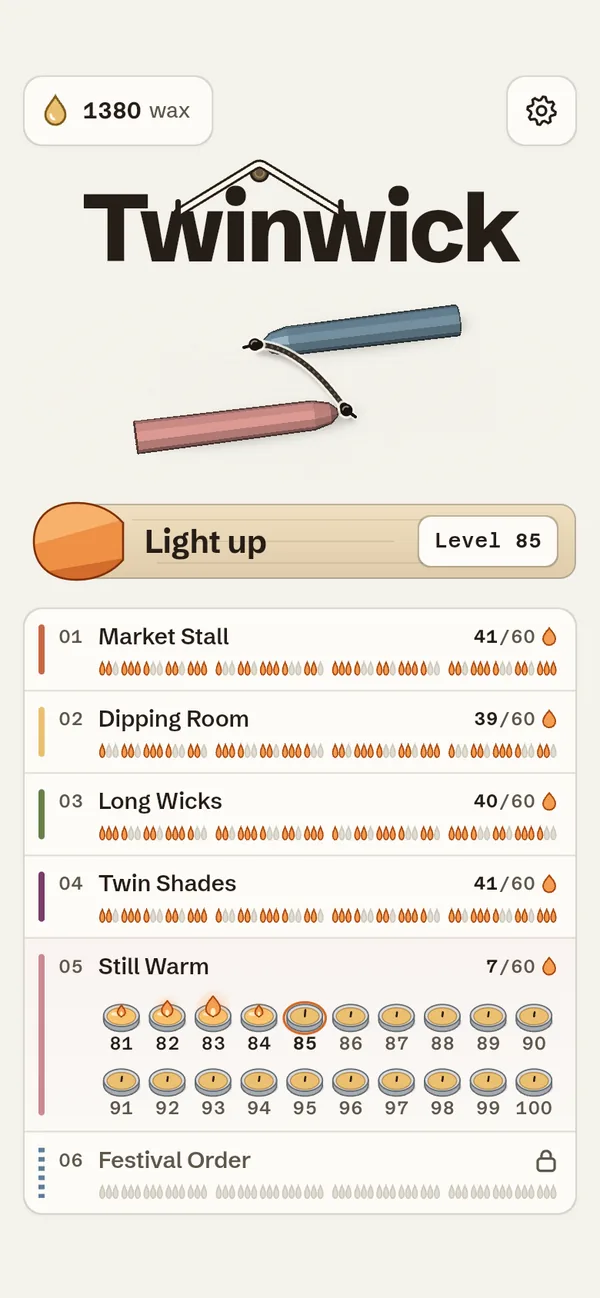 1380 wax
Twinwick
Light up
Level 85
01 Market Stall 41/60
02 Dipping Room 39/60
03 Long Wicks 40/60
04 Twin Shades 41/60
05 Still Warm 7/60
81 82 83 84 85 86 87 88 89 90
91 92 93 94 95 96 97 98 99 100
06 Festival Order